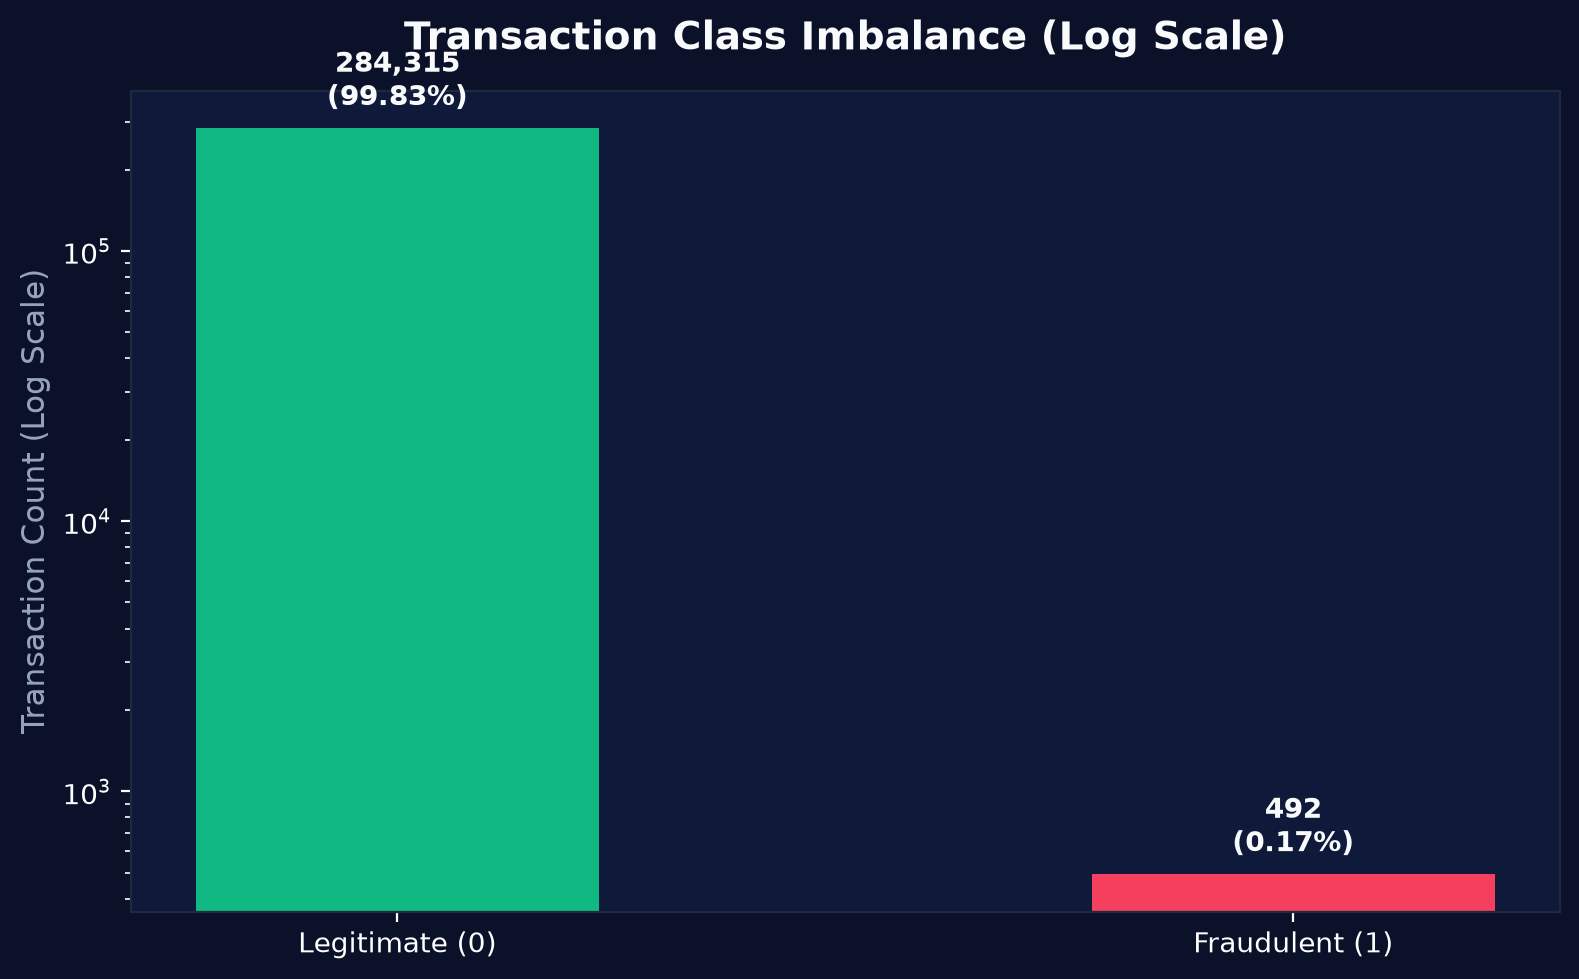 Transaction Class Imbalance (Log Scale)
284,315
(99.83%)
10⁵
10⁴
10³
Transaction Count (Log Scale)
492
(0.17%)
Legitimate (0)
Fraudulent (1)